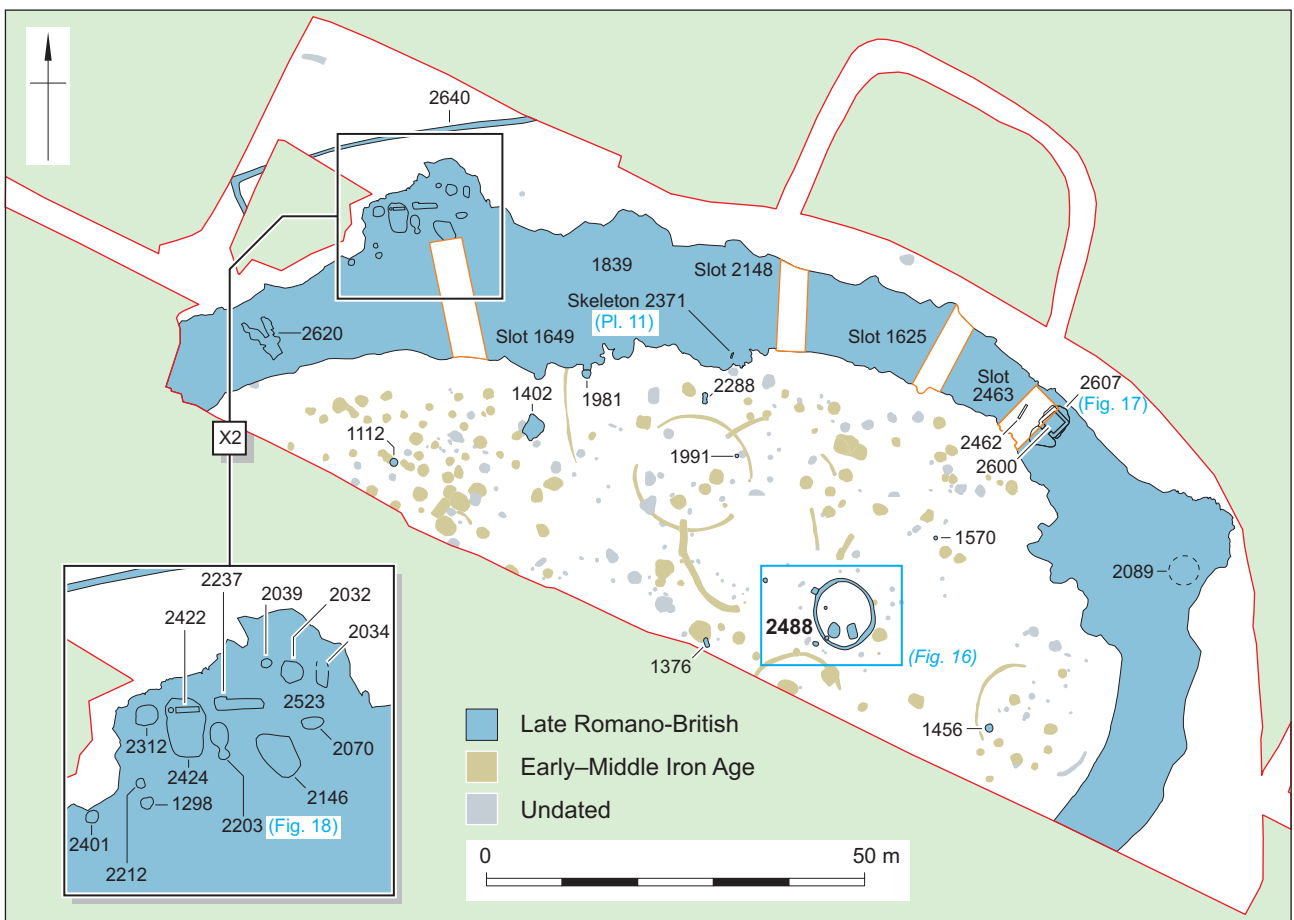 2640
1839
Slot 2148
Skeleton 2371
(Pl. 11)
2620
Slot 1649
Slot 1625
Slot
2463
2607
(Fig. 17)
1402
1981
2288
1112
1991
2462
2600
X2
1570
2089
2488
(Fig. 16)
1376
1456
2237
2039
2032
2422
2034
2523
2312
2070
2424
2146
1298
2203 (Fig. 18)
2401
2212
Late Romano-British
Early–Middle Iron Age
Undated
0 50 m